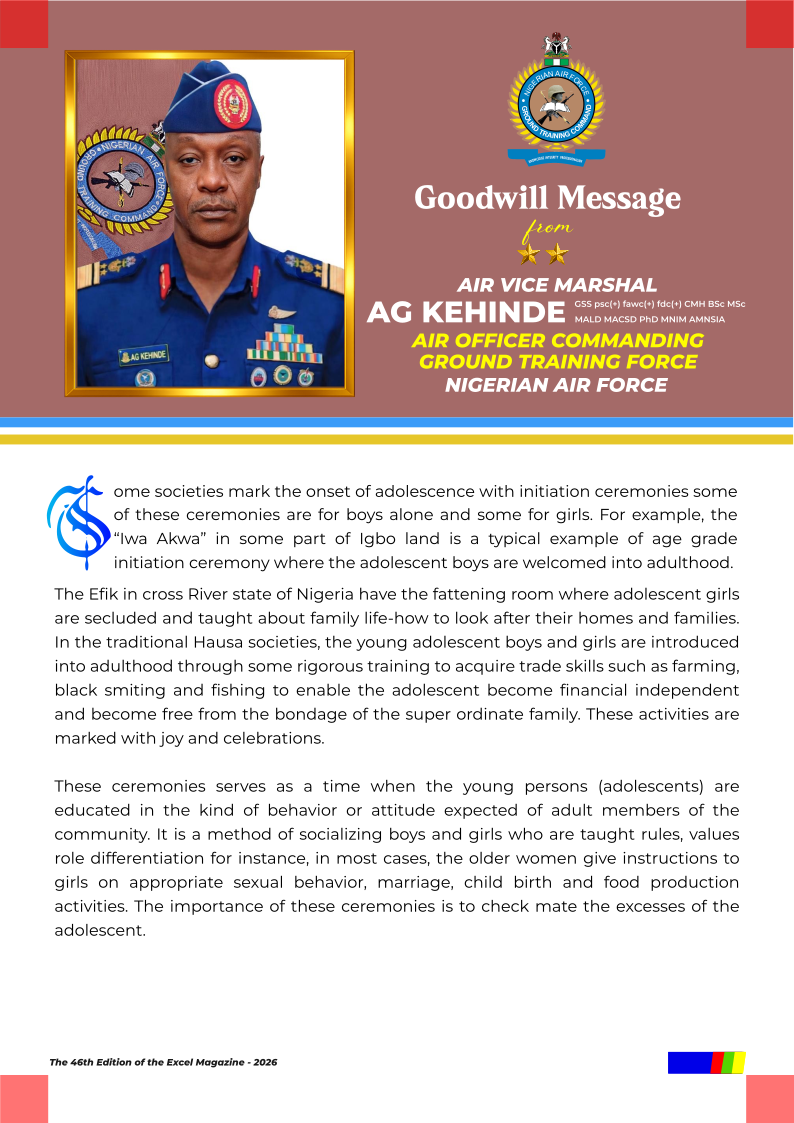 NIGERIAN AIR FORCE
GROUND TRAINING COMMAND
GROUND
NIGERIAN AIR FORCE
TRAINING COMMAND
AG KEHINDE
Goodwill Message
from
AIR VICE MARSHAL
AG KEHINDE GSS psc(+) fawc(+) fdc(+) CMH BSc MSc
MALD MACSD PhD MNIM AMNSIA
AIR OFFICER COMMANDING
GROUND TRAINING FORCE
NIGERIAN AIR FORCE
Some societies mark the onset of adolescence with initiation ceremonies some
of these ceremonies are for boys alone and some for girls. For example, the
“Iwa Akwa” in some part of Igbo land is a typical example of age grade
initiation ceremony where the adolescent boys are welcomed into adulthood.
The Efik in cross River state of Nigeria have the fattening room where adolescent girls
are secluded and taught about family life-how to look after their homes and families.
In the traditional Hausa societies, the young adolescent boys and girls are introduced
into adulthood through some rigorous training to acquire trade skills such as farming,
black smiting and fishing to enable the adolescent become financial independent
and become free from the bondage of the super ordinate family. These activities are
marked with joy and celebrations.
These ceremonies serves as a time when the young persons (adolescents) are
educated in the kind of behavior or attitude expected of adult members of the
community. It is a method of socializing boys and girls who are taught rules, values
role differentiation for instance, in most cases, the older women give instructions to
girls on appropriate sexual behavior, marriage, child birth and food production
activities. The importance of these ceremonies is to check mate the excesses of the
adolescent.
The 46th Edition of the Excel Magazine - 2026